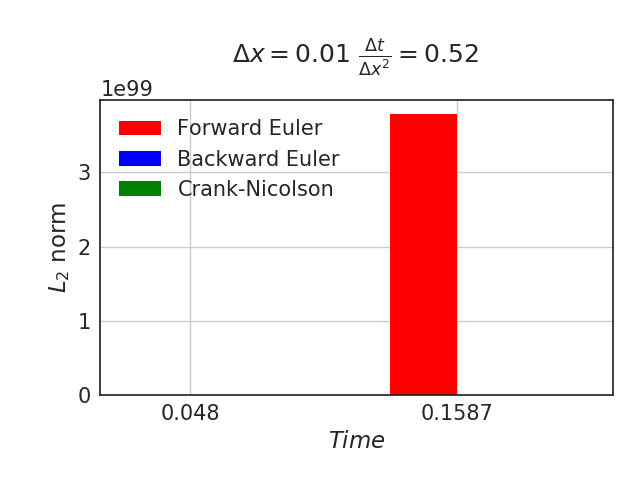 Δx = 0.01 Δt/Δx² = 0.52
1e99
Forward Euler
Backward Euler
Crank-Nicolson
3
2
1
0
L₂ norm
0.048 0.1587
Time